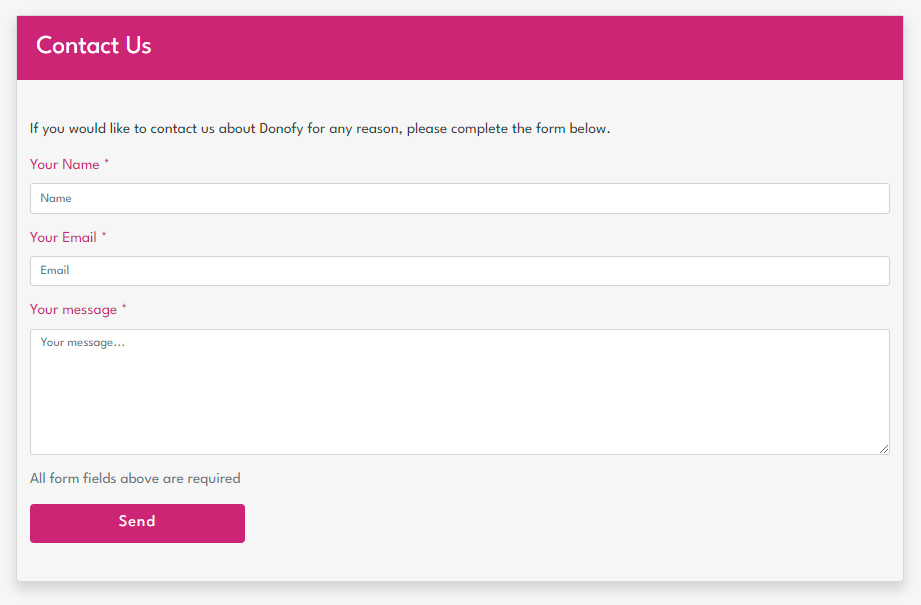 Contact Us
If you would like to contact us about Donofy for any reason, please complete the form below.
Your Name *
Name
Your Email *
Email
Your message *
Your message...
All form fields above are required
Send